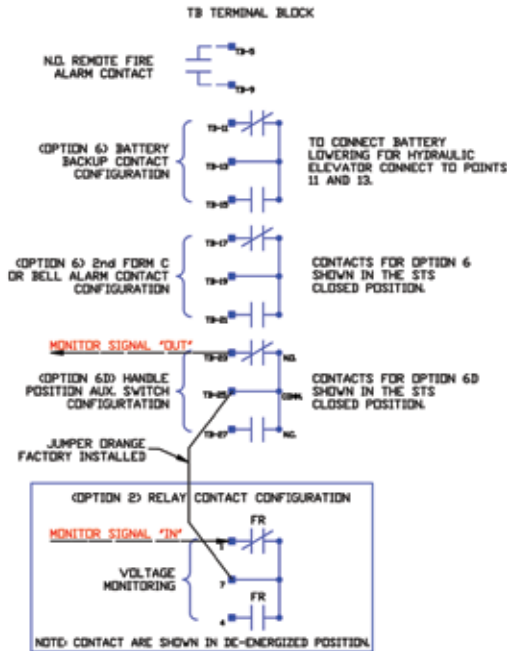 TB TERMINAL BLOCK
N.O. REMOTE FIRE
ALARM CONTACT
TB-9
(OPTION 6) BATTERY
BACKUP CONTACT
CONFIGURATION
TB-11
TB-13
TB-15
TO CONNECT BATTERY
LOWERING FOR HYDRAULIC
ELEVATOR CONNECT TO POINTS
11 AND 13.
(OPTION 6) 2nd FORM C
OR BELL ALARM CONTACT
CONFIGURATION
TB-17
TB-19
TB-21
CONTACTS FOR OPTION 6
SHOWN IN THE STS
CLOSED POSITION.
MONITOR SIGNAL "OUT"
(OPTION 6D) HANDLE
POSITION AUX. SWITCH
CONFIGURTATION
TB-23
TB-25
TB-27
N.O.
COMM.
N.C.
CONTACTS FOR OPTION 6D
SHOWN IN THE STS
CLOSED POSITION.
JUMPER ORANGE
FACTORY INSTALLED
(OPTION 2) RELAY CONTACT CONFIGURATION
MONITOR SIGNAL "IN"
FR
VOLTAGE
MONITORING
7
FR
4
NOTE: CONTACT ARE SHOWN IN DE-ENERGIZED POSITION.